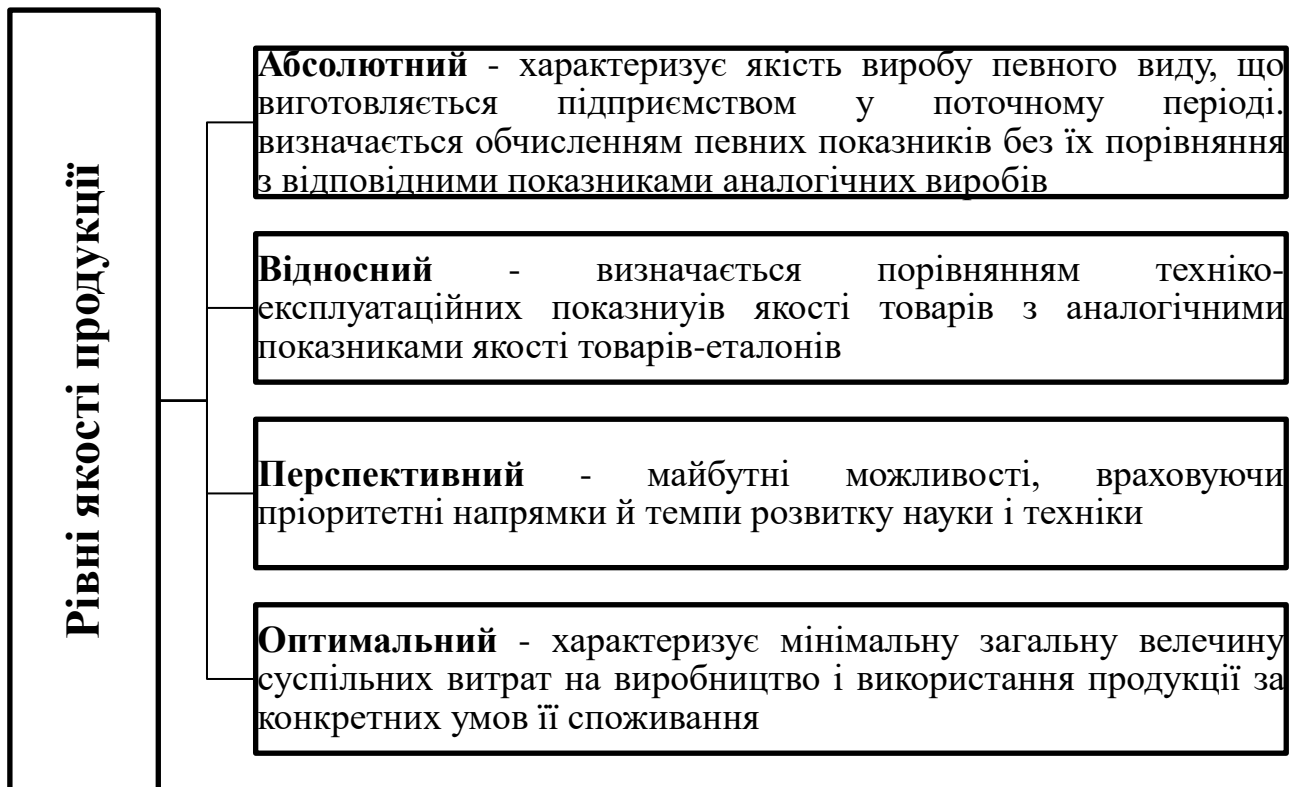 Рівні якості продукції
Абсолютний - характеризує якість виробу певного виду, що
виготовляється підприємством у поточному періоді.
визначається обчисленням певних показників без їх порівняння
з відповідними показниками аналогічних виробів
Відносний - визначається порівнянням техніко-
експлуатаційних показниуів якості товарів з аналогічними
показниками якості товарів-еталонів
Перспективний - майбутні можливості, враховуючи
пріоритетні напрямки й темпи розвитку науки і техніки
Оптимальний - характеризує мінімальну загальну велечину
суспільних витрат на виробництво і використання продукції за
конкретних умов її споживання